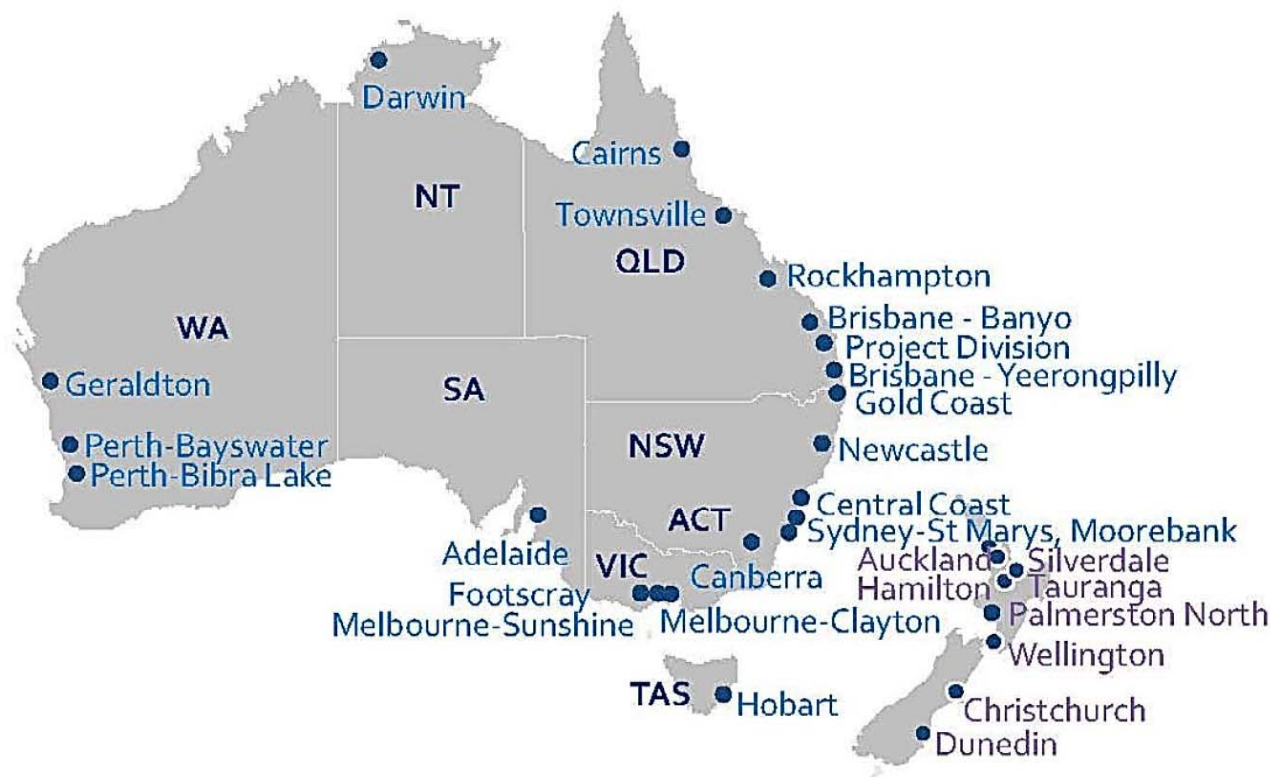 Darwin
Cairns
NT
Townsville
QLD
Rockhampton
WA
Brisbane - Banyo
Project Division
Brisbane - Yeerongpilly
Geraldton
SA
Gold Coast
NSW
Perth-Bayswater
Newcastle
Perth-Bibra Lake
Central Coast
ACT
Sydney-St Marys, Moorebank
Adelaide
Auckland
Silverdale
VIC
Canberra
Hamilton
Tauranga
Footscray
Palmerston North
Melbourne-Sunshine
Melbourne-Clayton
Wellington
TAS
Hobart
Christchurch
Dunedin